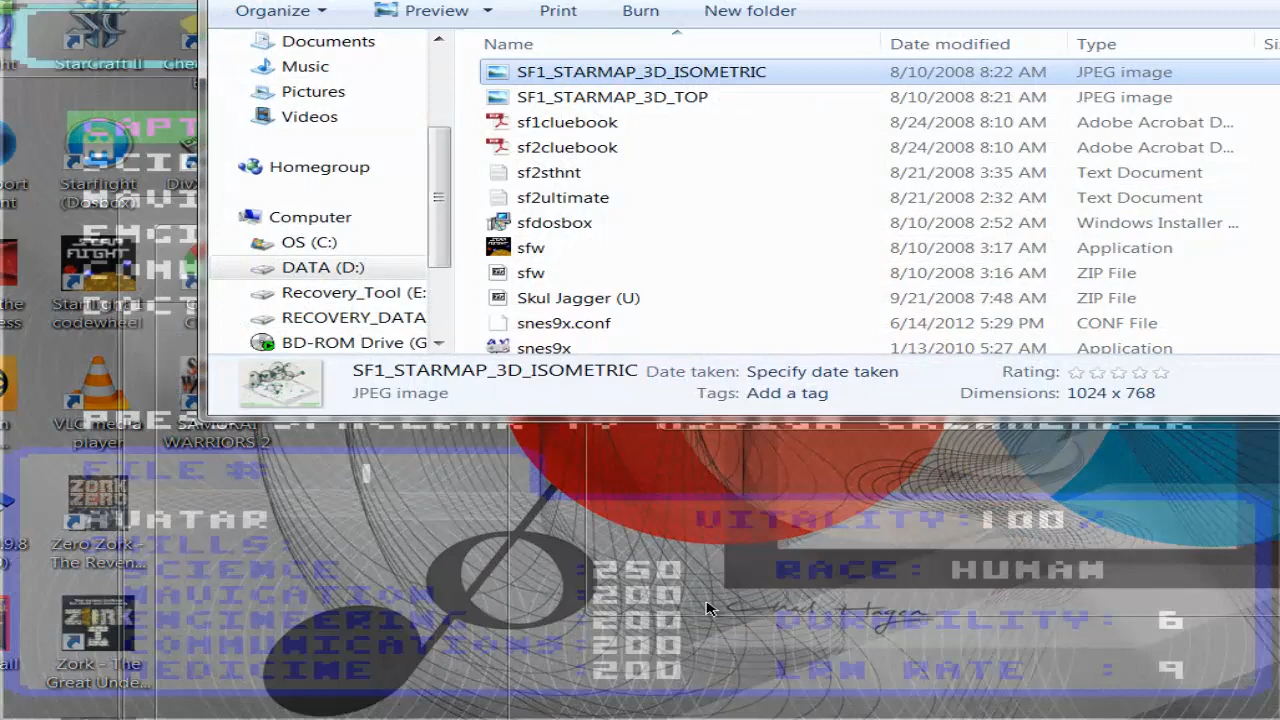 Organize Preview Print Burn New folder
Name Date modified Type
Documents
Music
Pictures
Videos
Homegroup
Computer
OS (C:)
DATA (D:)
Recovery_Tool (E:
RECOVERY_DATA
BD-ROM Drive (G
SF1_STARMAP_3D_ISOMETRIC 8/10/2008 8:22 AM JPEG image
SF1_STARMAP_3D_TOP 8/10/2008 8:21 AM JPEG image
sf1cluebook 8/24/2008 8:10 AM Adobe Acrobat D...
sf2cluebook 8/24/2008 8:10 AM Adobe Acrobat D...
sf2sthnt 8/21/2008 3:35 AM Text Document
sf2ultimate 8/21/2008 2:32 AM Text Document
sfdosbox 8/10/2008 2:52 AM Windows Installer ...
sfw 8/10/2008 3:17 AM Application
sfw 8/10/2008 3:16 AM ZIP File
Skul Jagger (U) 9/21/2008 7:48 AM ZIP File
snes9x.conf 6/14/2012 5:29 PM CONF File
snes9x 1/13/2010 5:27 AM Application
SF1_STARMAP_3D_ISOMETRIC Date taken: Specify date taken Rating:
JPEG image Tags: Add a tag Dimensions: 1024 x 768
StarCraft II
Starflight
(Dosbox)
Starflight 1
codewheel
VLC media
player
SAMURAI
WARRIORS 2
Zero Zork -
The Reven...
Zork - The
Great Unde...
FILE #
AVATAR VITALITY:100%
SKILLS:
SCIENCE :250 RACE: HUMAN
NAVIGATION :200
ENGINEERING :200 DURABILITY: 6
COMMUNICATIONS:200
MEDICINE :200 LRN RATE : 9